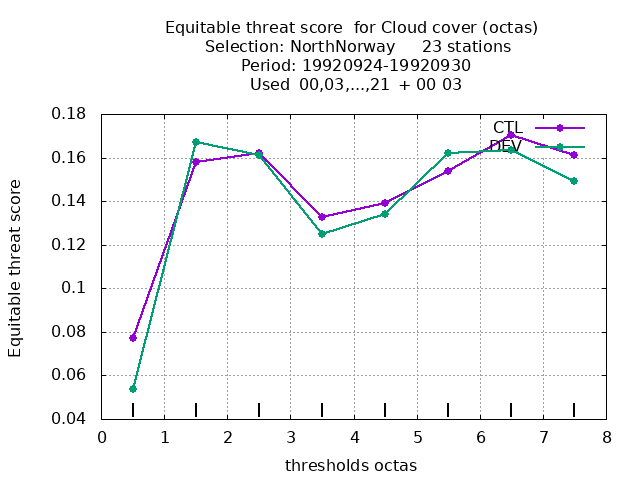 Equitable threat score  for Cloud cover (octas)
Selection: NorthNorway     23 stations
Period: 19920924-19920930
Used  00,03,...,21  + 00 03
CTL
DEV
Equitable threat score
0.18
0.16
0.14
0.12
0.1
0.08
0.06
0.04
0 1 2 3 4 5 6 7 8
thresholds octas